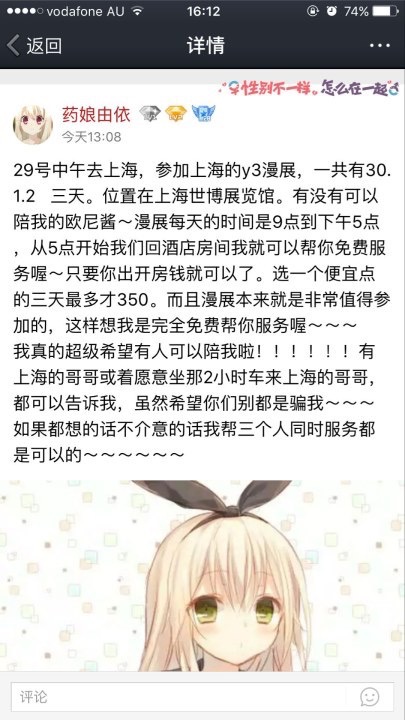 vodafone AU 16:12 74%
返回 详情
性别不一样。怎么在一起
药娘由依
今天13:08
29号中午去上海，参加上海的y3漫展，一共有30.
1.2 三天。位置在上海世博展览馆。有没有可以
陪我的欧尼酱～漫展每天的时间是9点到下午5点
，从5点开始我们回酒店房间我就可以帮你免费服
务喔～只要你出开房钱就可以了。选一个便宜点
的三天最多才350。而且漫展本来就是非常值得参
加的，这样想我是完全免费帮你服务喔～～～
我真的超级希望有人可以陪我啦！！！！！！有
上海的哥哥或着愿意坐那2小时车来上海的哥哥，
都可以告诉我，虽然希望你们别都是骗我～～～
如果都想的话不介意的话我帮三个人同时服务都
是可以的～～～～～～
评论